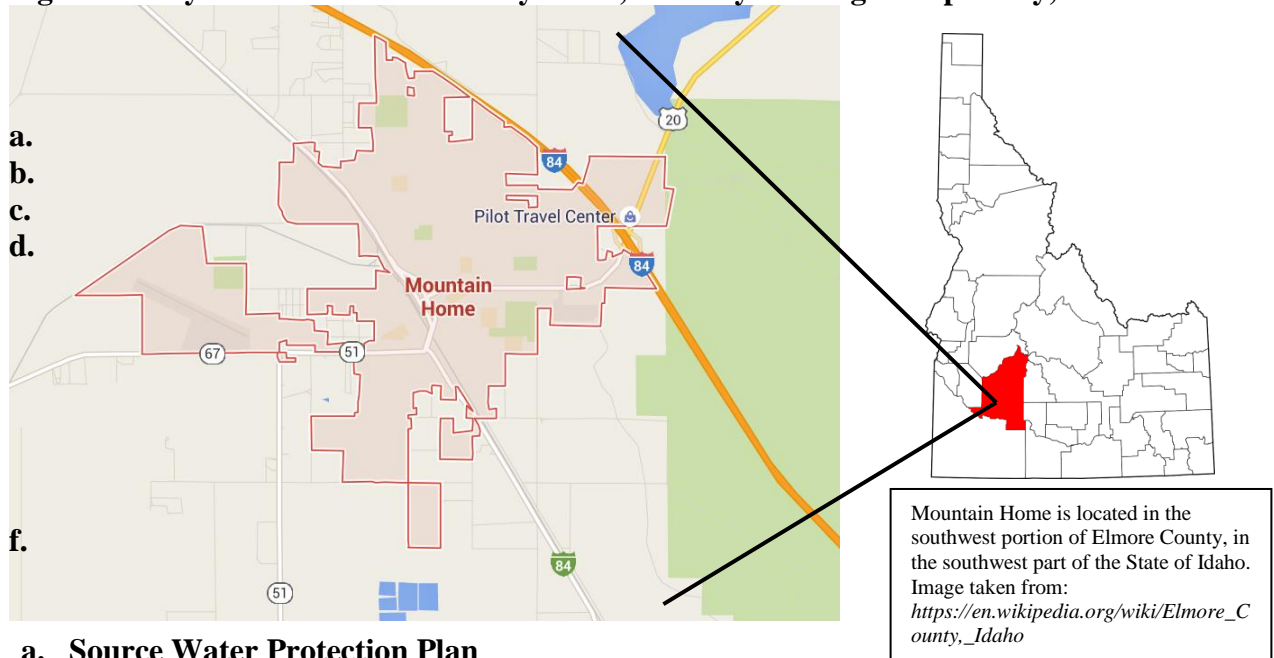 a.
b.
c.
d.
f.
20
84
Pilot Travel Center
84
Mountain
Home
67
51
84
51
Mountain Home is located in the
southwest portion of Elmore County, in
the southwest part of the State of Idaho.
Image taken from:
https://en.wikipedia.org/wiki/Elmore_C
ounty,_Idaho
a. Source Water Protection Plan